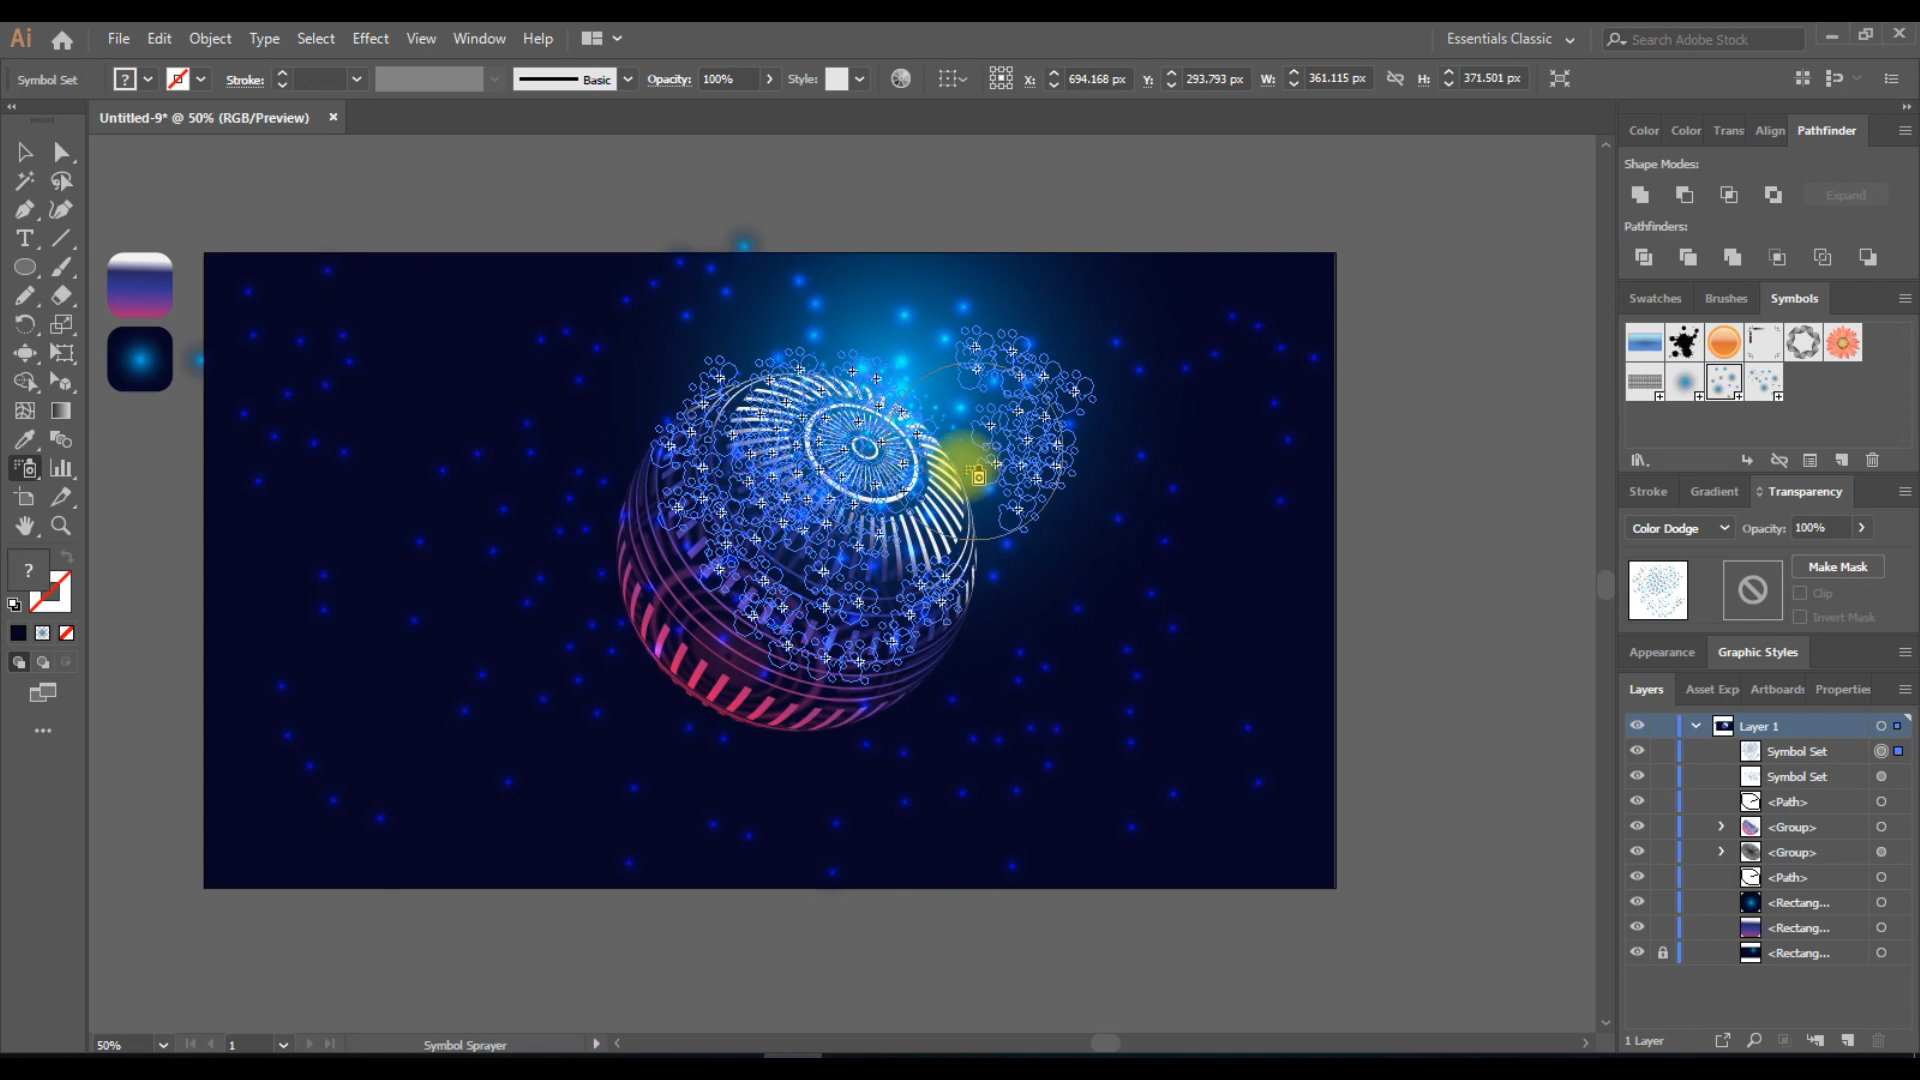 Ai File Edit Object Type Select Effect View Window Help Essentials Classic Search Adobe Stock
Symbol Set ? Stroke: Basic Opacity: 100% Style: X: 694.168 px Y: 293.793 px W: 361.115 px H: 371.501 px
Untitled-9* @ 50% (RGB/Preview)
Color Color Trans Align Pathfinder
Shape Modes:
Expand
Pathfinders:
Swatches Brushes Symbols
Stroke Gradient Transparency
Color Dodge Opacity: 100%
Make Mask
Clip
Invert Mask
?
Appearance Graphic Styles
Layers Asset Exp Artboards Properties
Layer 1
Symbol Set
Symbol Set
<Path>
<Group>
<Group>
<Path>
<Rectang...
<Rectang...
<Rectang...
50% 1 Symbol Sprayer 1 Layer